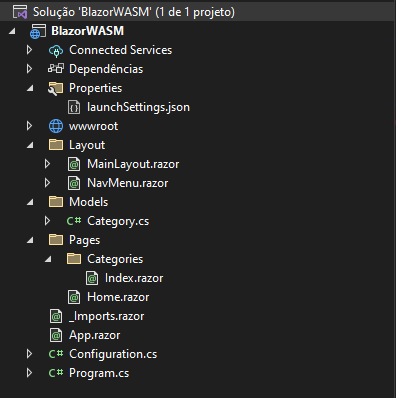 Solução 'BlazorWASM' (1 de 1 projeto)
BlazorWASM
Connected Services
Dependências
Properties
launchSettings.json
wwwroot
Layout
MainLayout.razor
NavMenu.razor
Models
C# Category.cs
Pages
Categories
Index.razor
Home.razor
_Imports.razor
App.razor
C# Configuration.cs
C# Program.cs